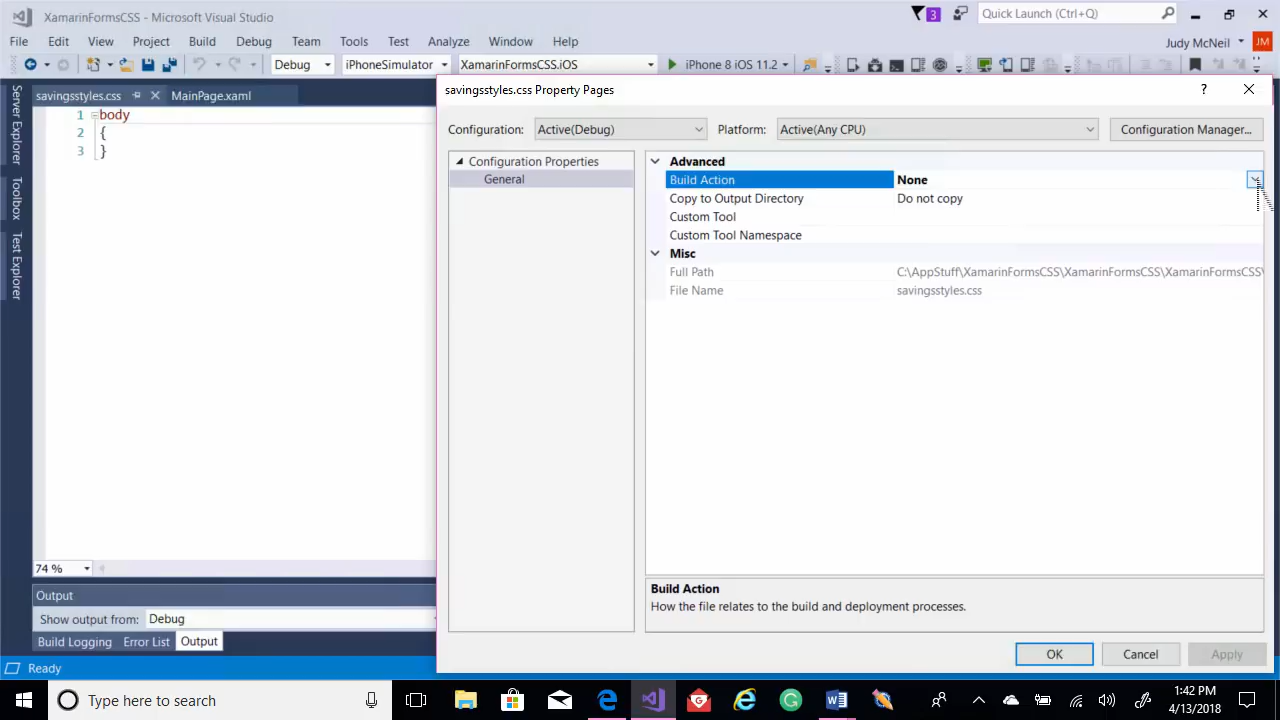 XamarinFormsCSS - Microsoft Visual Studio
3
Quick Launch (Ctrl+Q)
File Edit View Project Build Debug Team Tools Test Analyze Window Help
Judy McNeil
JM
Debug
iPhoneSimulator
XamarinFormsCSS.iOS
iPhone 8 iOS 11.2
Server Explorer
Toolbox
Test Explorer
savingsstyles.css
MainPage.xaml
1 body
2 {
3 }
74 %
savingsstyles.css Property Pages
?
Configuration: Active(Debug) Platform: Active(Any CPU) Configuration Manager...
Configuration Properties
General
Advanced
Build Action None
Copy to Output Directory Do not copy
Custom Tool
Custom Tool Namespace
Misc
Full Path C:\AppStuff\XamarinFormsCSS\XamarinFormsCSS\XamarinFormsCSS\
File Name savingsstyles.css
Build Action
How the file relates to the build and deployment processes.
OK Cancel Apply
Output
Show output from: Debug
Build Logging Error List Output
Ready
Type here to search
1:42 PM
4/13/2018